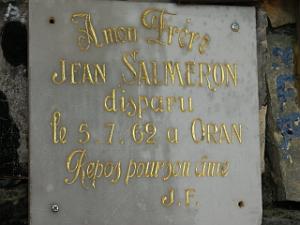 A mon Frère
JEAN SALMERON
disparu
le 5.7.62 a ORAN
Repos pour son âme
J.F.